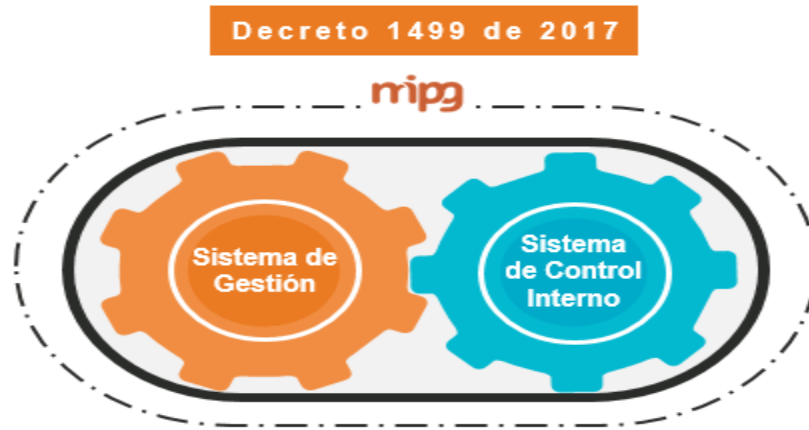 Decreto 1499 de 2017
mipg
Sistema de
Gestión
Sistema
de Control
Interno